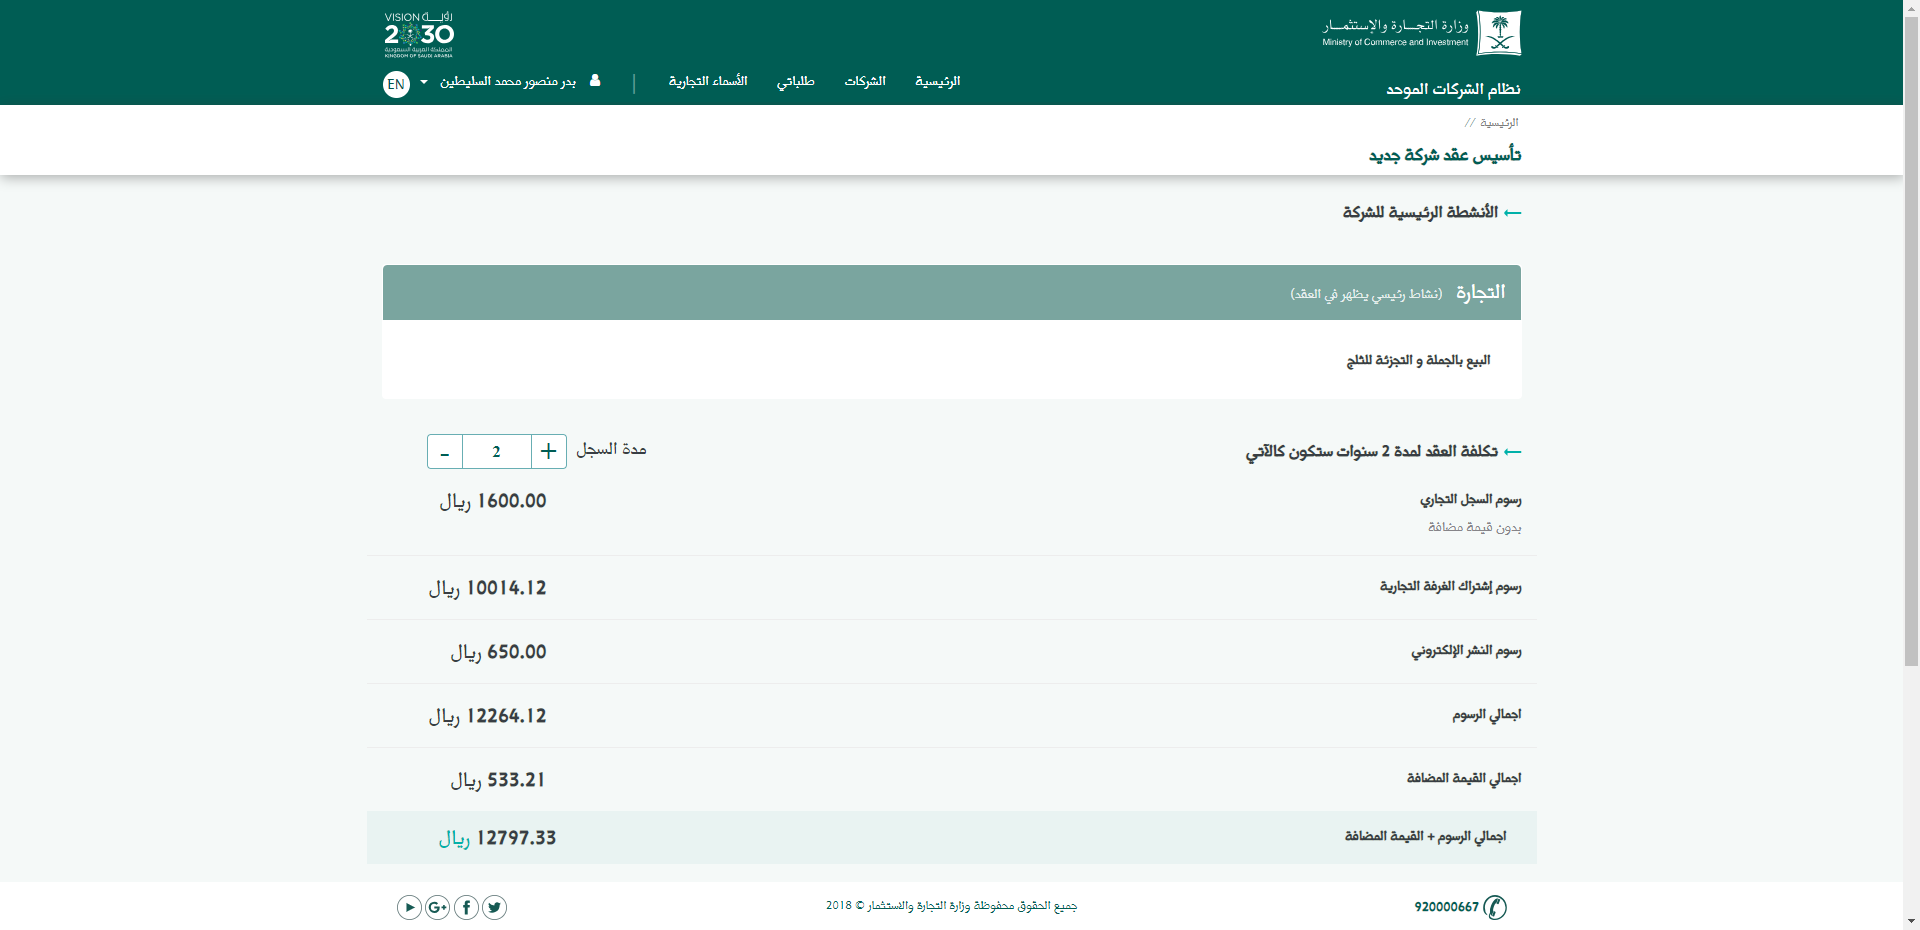 وزارة التجـارة والإستثمـار
Ministry of Commerce and Investment
VISION رؤيــة
2030
المملكة العربية السعودية
KINGDOM OF SAUDI ARABIA
نظام الشركات الموحد
الرئيسية
الشركات
طلباتي
الأسماء التجارية
بدر منصور محمد السليطين
EN
الرئيسية //
تأسيس عقد شركة جديد
الأنشطة الرئيسية للشركة
التجارة (نشاط رئيسي يظهر في العقد)
البيع بالجملة و التجزئة للثلج
تكلفة العقد لمدة 2 سنوات ستكون كالآتي
مدة السجل + 2 -
رسوم السجل التجاري 1600.00 ريال
بدون قيمة مضافة
رسوم إشتراك الغرفة التجارية 10014.12 ريال
رسوم النشر الإلكتروني 650.00 ريال
اجمالي الرسوم 12264.12 ريال
اجمالي القيمة المضافة 533.21 ريال
اجمالي الرسوم + القيمة المضافة 12797.33 ريال
920000667
جميع الحقوق محفوظة وزارة التجارة والاستثمار © 2018